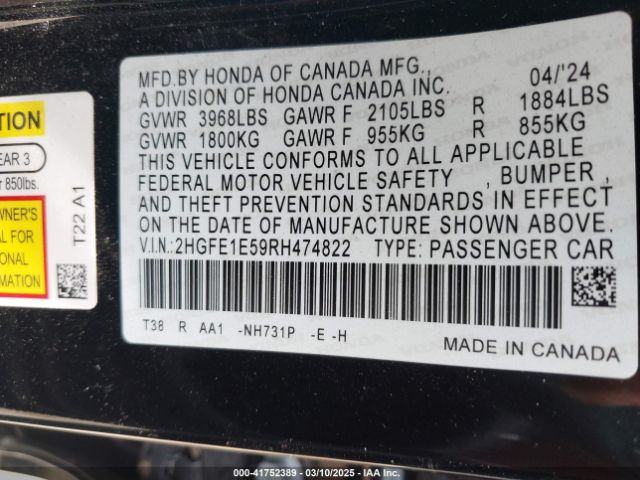 MFD.BY HONDA OF CANADA MFG.,
A DIVISION OF HONDA CANADA INC. 04/'24
GVWR 3968LBS GAWR F 2105LBS R 1884LBS
GVWR 1800KG GAWR F 955KG R 855KG
THIS VEHICLE CONFORMS TO ALL APPLICABLE
FEDERAL MOTOR VEHICLE SAFETY , BUMPER ,
AND THEFT PREVENTION STANDARDS IN EFFECT
ON THE DATE OF MANUFACTURE SHOWN ABOVE.
V.I.N.:2HGFE1E59RH474822 TYPE: PASSENGER CAR
T38 R AA1 -NH731P -E -H
MADE IN CANADA
TION
EAR 3
r 850lbs.
WNER'S
AL FOR
IONAL
RMATION
T22 A1
000-41752389 - 03/10/2025 - IAA Inc.